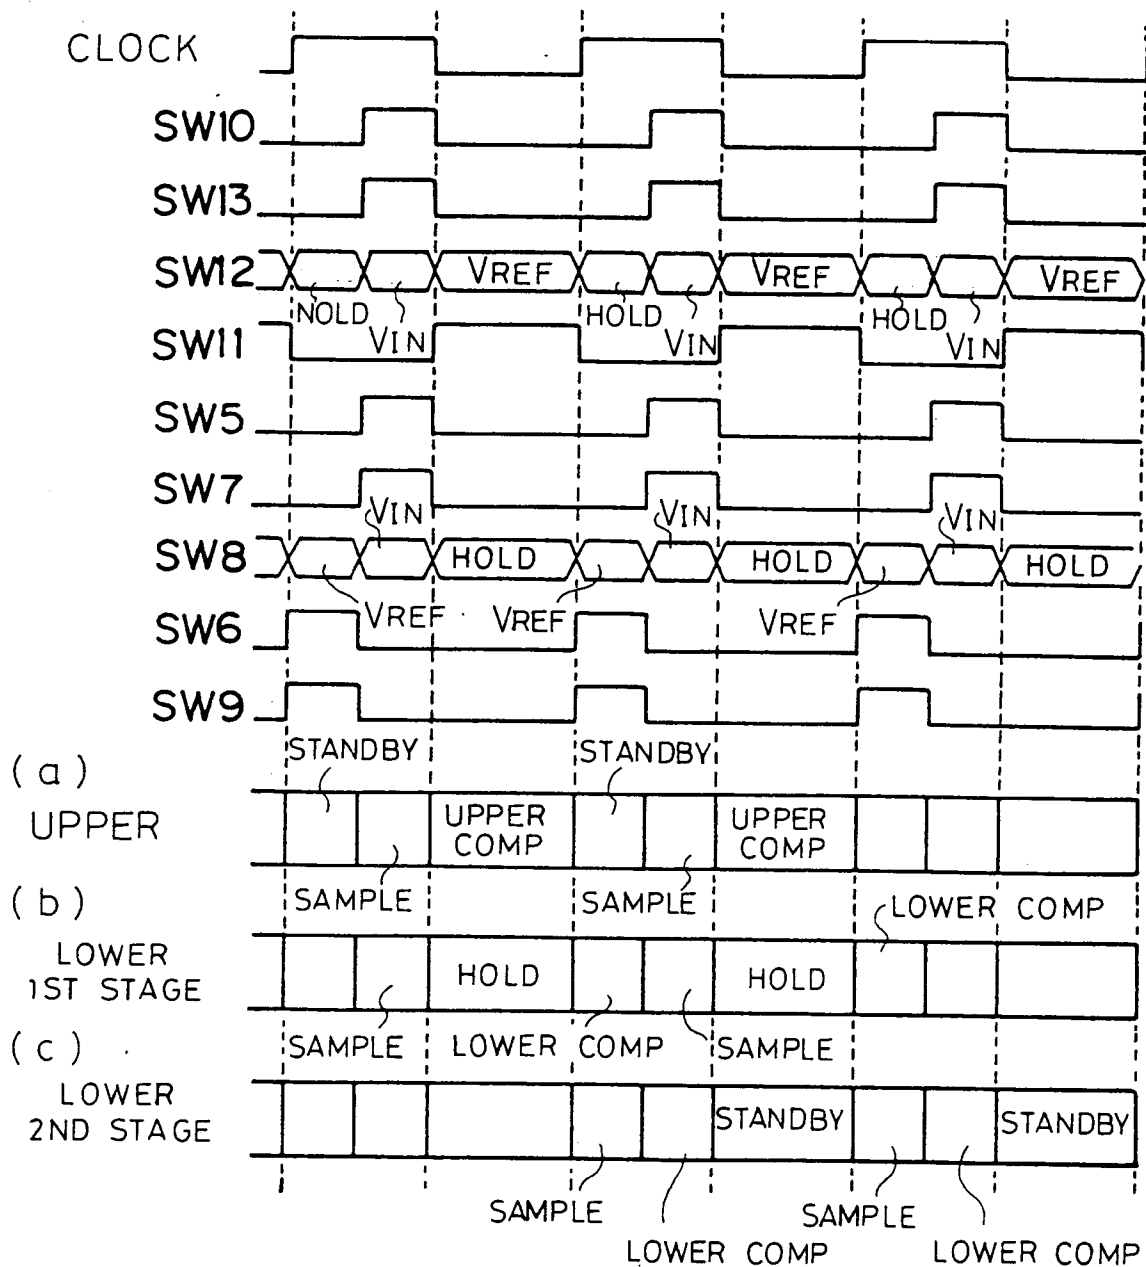 CLOCK
SW10
SW13
SW12 VREF VREF VREF
NOLD HOLD HOLD
SW11 VIN VIN VIN
SW5
SW7
VIN VIN VIN
SW8 HOLD HOLD HOLD
SW6 VREF VREF VREF
SW9
STANDBY STANDBY
(a)
UPPER UPPER COMP UPPER COMP
SAMPLE SAMPLE
(b) LOWER COMP
LOWER
1ST STAGE HOLD HOLD
(c) SAMPLE LOWER COMP SAMPLE
LOWER
2ND STAGE STANDBY STANDBY
SAMPLE SAMPLE
LOWER COMP LOWER COMP